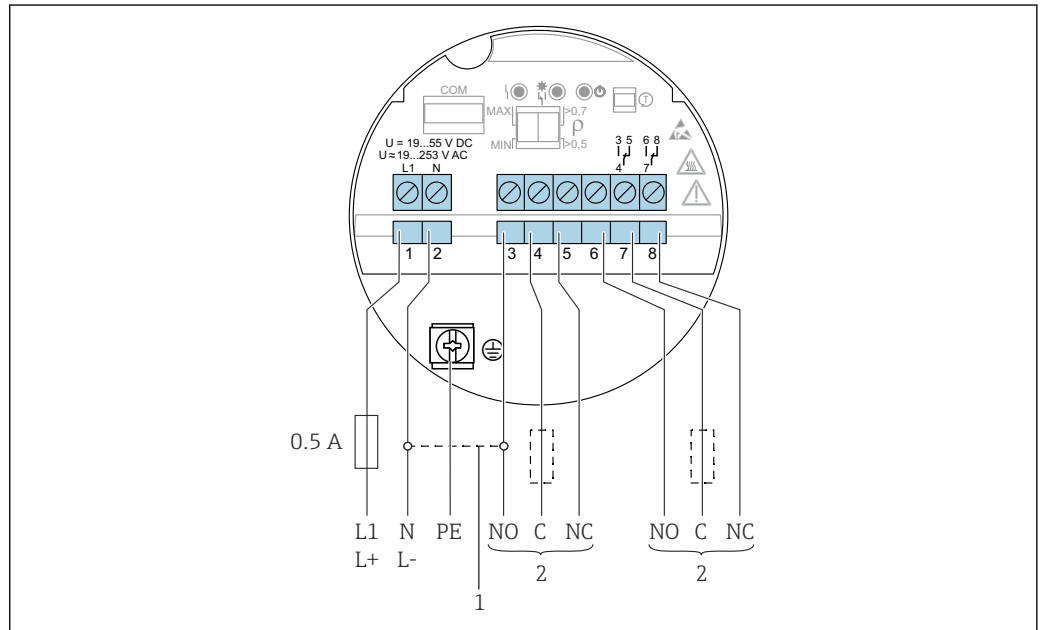 COM
MAX
>0,7
ρ
MIN
>0,5
T
U = 19...55 V DC
U ≈ 19...253 V AC
L1 N
3 5 6 8
4 7
1 2 3 4 5 6 7 8
0.5 A
L1 N PE NO C NC NO C NC
L+ L-
2 2
1